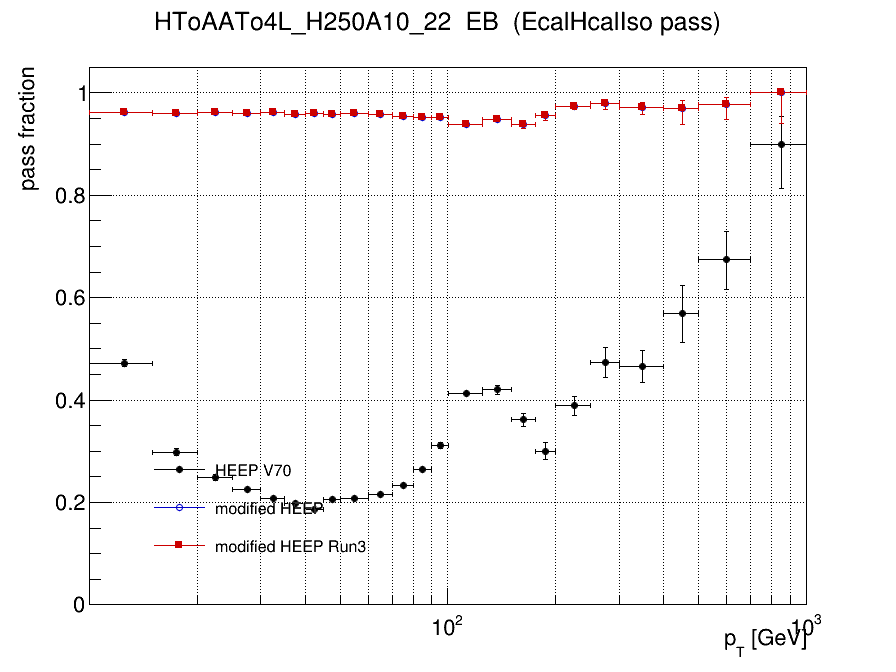 HToAATo4L_H250A10_22 EB (EcalHcalIso pass)
pass fraction
1
0.8
0.6
0.4
0.2
0
HEEP V70
modified HEEP
modified HEEP Run3
10²
10³
p_T [GeV]